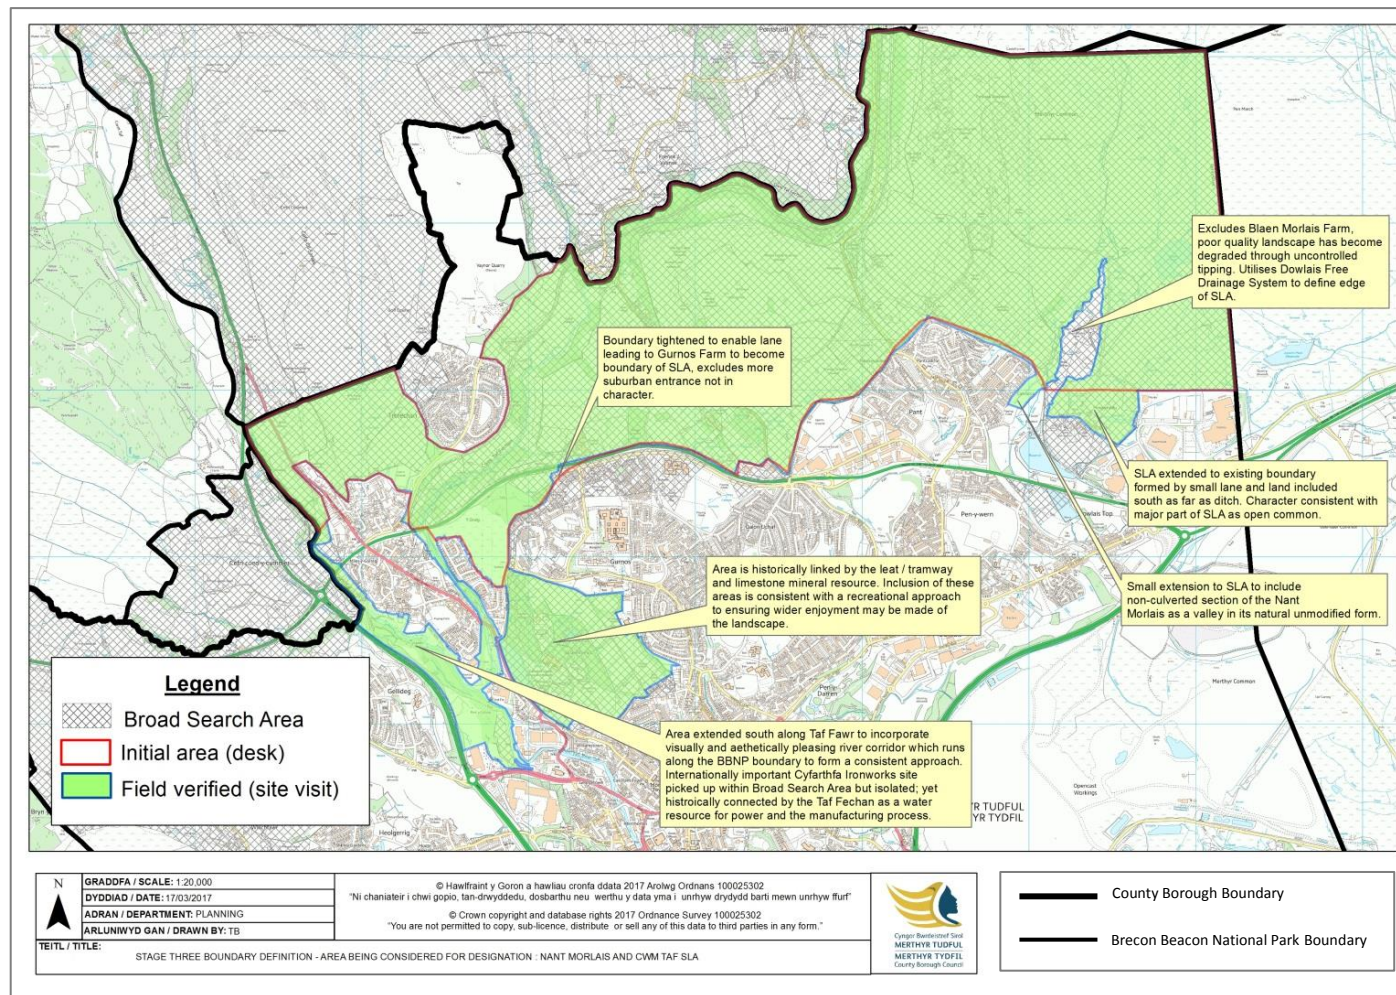 Pontsticill
Vaynor Quarry
Excludes Blaen Morlais Farm,
poor quality landscape has become
degraded through uncontrolled
tipping. Utilises Dowlais Free
Drainage System to define edge
of SLA.
Boundary tightened to enable lane
leading to Gurnos Farm to become
boundary of SLA, excludes more
suburban entrance not in
character.
Pant
SLA extended to existing boundary
formed by small lane and land included
south as far as ditch. Character consistent with
major part of SLA as open common.
Pen-y-wern
Dowlais Top
Gurnos
Area is historically linked by the leat / tramway
and limestone mineral resource. Inclusion of these
areas is consistent with a recreational approach
to ensuring wider enjoyment may be made of
the landscape.
Small extension to SLA to include
non-culverted section of the Nant
Morlais as a valley in its natural unmodified form.
Gellideg
Penydarren
Merthyr Common
Area extended south along Taf Fawr to incorporate
visually and aethetically pleasing river corridor which runs
along the BBNP boundary to form a consistent approach.
Internationally important Cyfarthfa Ironworks site
picked up within Broad Search Area but isolated; yet
histroically connected by the Taf Fechan as a water
resource for power and the manufacturing process.
Opencast
Workings
YR TUDFUL
YR TYDFIL
Heolgerrig
Legend
Broad Search Area
Initial area (desk)
Field verified (site visit)
N
GRADDFA / SCALE: 1:20,000
DYDDIAD / DATE: 17/03/2017
ADRAN / DEPARTMENT: PLANNING
ARLUNIWYD GAN / DRAWN BY: TB
© Hawlfraint y Goron a hawliau cronfa ddata 2017 Arolwg Ordnans 100025302
"Ni chaniateir i chwi gopio, tan-drwyddedu, dosbarthu neu werthu y data yma i unrhyw drydydd barti mewn unrhyw ffurf"
© Crown copyright and database rights 2017 Ordnance Survey 100025302
"You are not permitted to copy, sub-licence, distribute or sell any of this data to third parties in any form."
TEITL / TITLE:
STAGE THREE BOUNDARY DEFINITION - AREA BEING CONSIDERED FOR DESIGNATION : NANT MORLAIS AND CWM TAF SLA
Cyngor Bwrdeistref Sirol
MERTHYR TUDFUL
MERTHYR TYDFIL
County Borough Council
County Borough Boundary
Brecon Beacon National Park Boundary